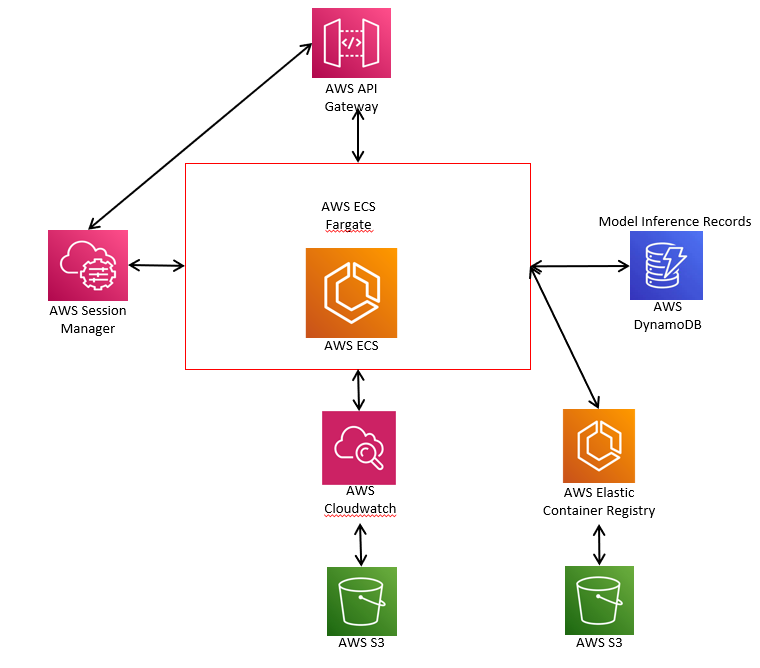 AWS API
Gateway
AWS ECS
Fargate
Model Inference Records
AWS Session
Manager
AWS ECS
AWS
DynamoDB
AWS
Cloudwatch
AWS Elastic
Container Registry
AWS S3
AWS S3